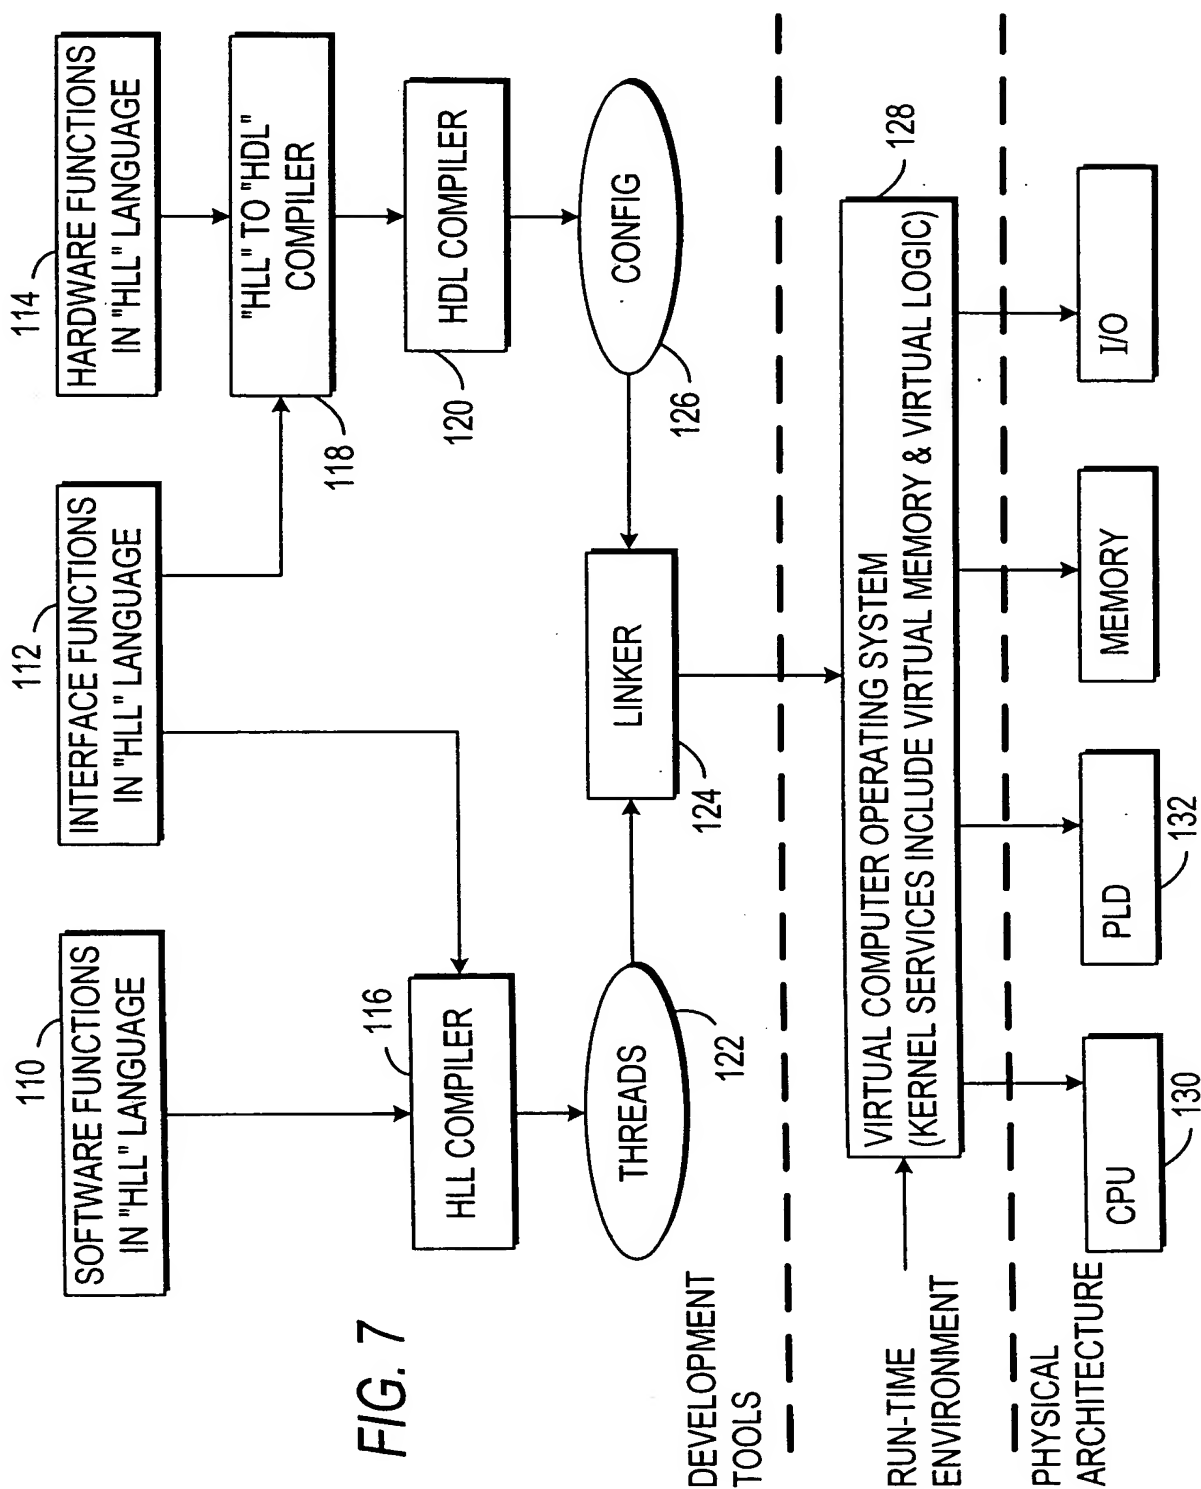 110
SOFTWARE FUNCTIONS
IN "HLL" LANGUAGE
112
INTERFACE FUNCTIONS
IN "HLL" LANGUAGE
114
HARDWARE FUNCTIONS
IN "HLL" LANGUAGE
"HLL" TO "HDL"
COMPILER
118
116
HLL COMPILER
HDL COMPILER
120
FIG. 7
THREADS
122
LINKER
124
CONFIG
126
DEVELOPMENT
TOOLS
RUN-TIME
ENVIRONMENT
VIRTUAL COMPUTER OPERATING SYSTEM
(KERNEL SERVICES INCLUDE VIRTUAL MEMORY & VIRTUAL LOGIC)
128
PHYSICAL
ARCHITECTURE
CPU
130
PLD
132
MEMORY
I/O